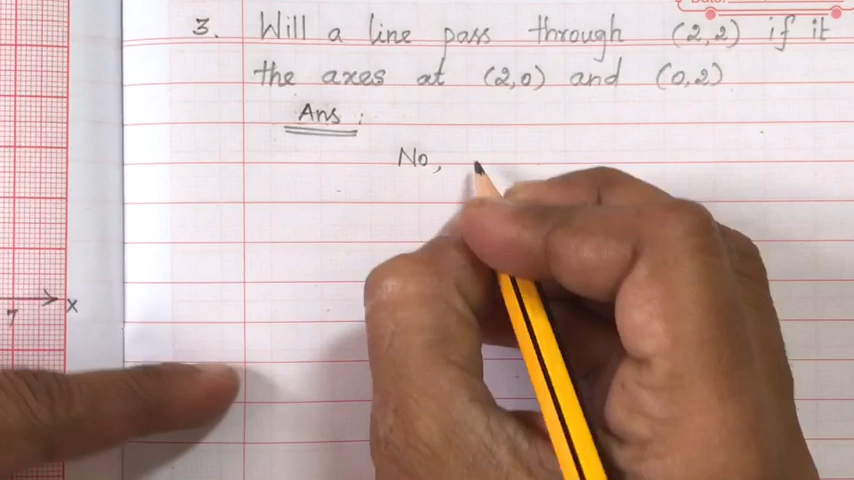 3. Will a line pass through (2,2) if it
the axes at (2,0) and (0,2)
Ans :
No,
x
7